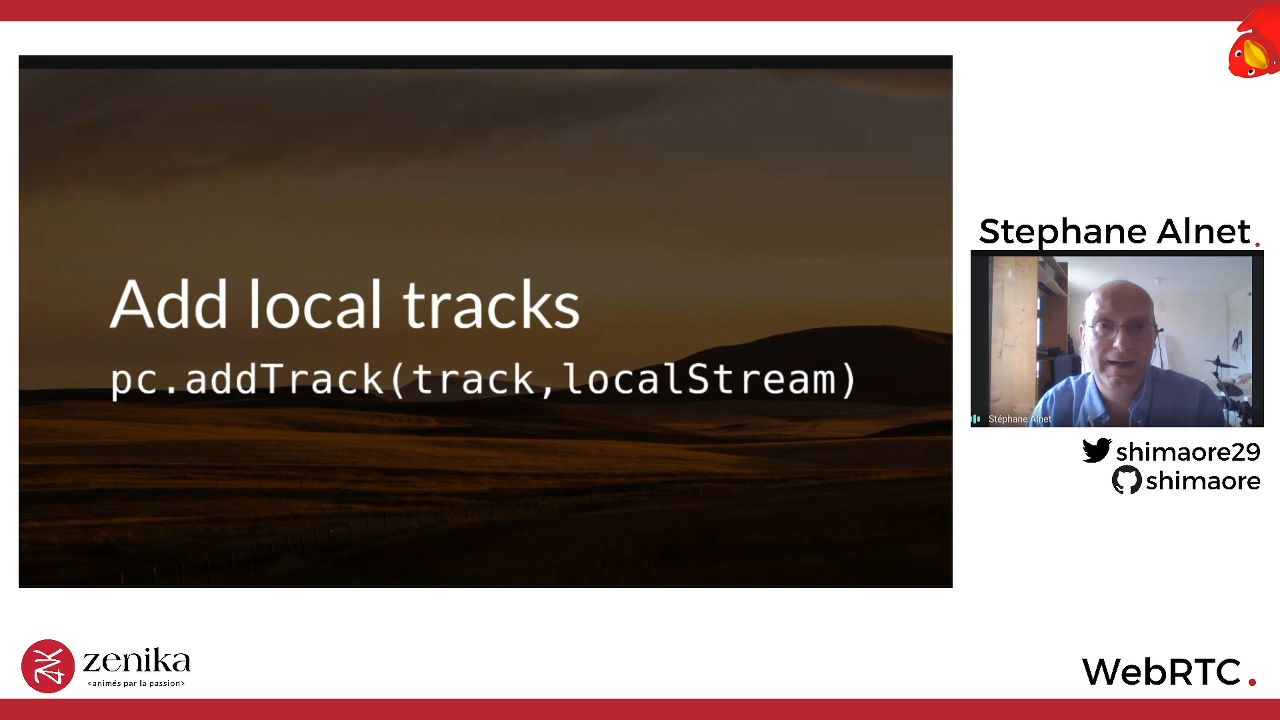 Add local tracks
pc.addTrack(track,localStream)
Stephane Alnet.
Stéphane Alnet
shimaore29
shimaore
zenika
<animés par la passion>
WebRTC.